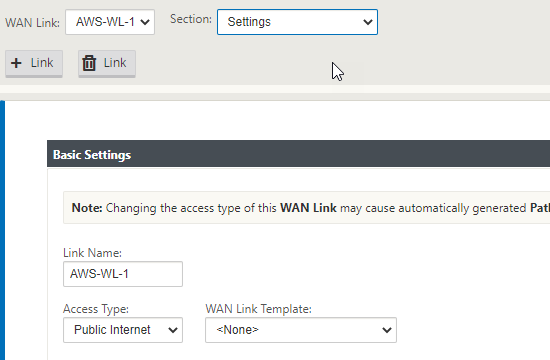 WAN Link: AWS-WL-1 Section: Settings
+ Link Link
Basic Settings
Note: Changing the access type of this WAN Link may cause automatically generated
Link Name:
AWS-WL-1
Access Type: WAN Link Template:
Public Internet <None>